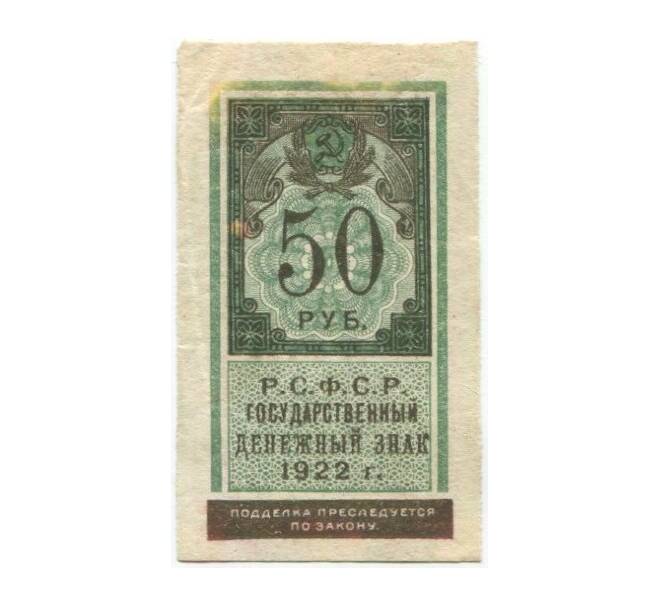 50
РУБ.
Р.С.Ф.С.Р.
ГОСУДАРСТВЕННЫЙ
ДЕНЕЖНЫЙ ЗНАК
1922 г.
ПОДДЕЛКА ПРЕСЛЕДУЕТСЯ
ПО ЗАКОНУ.